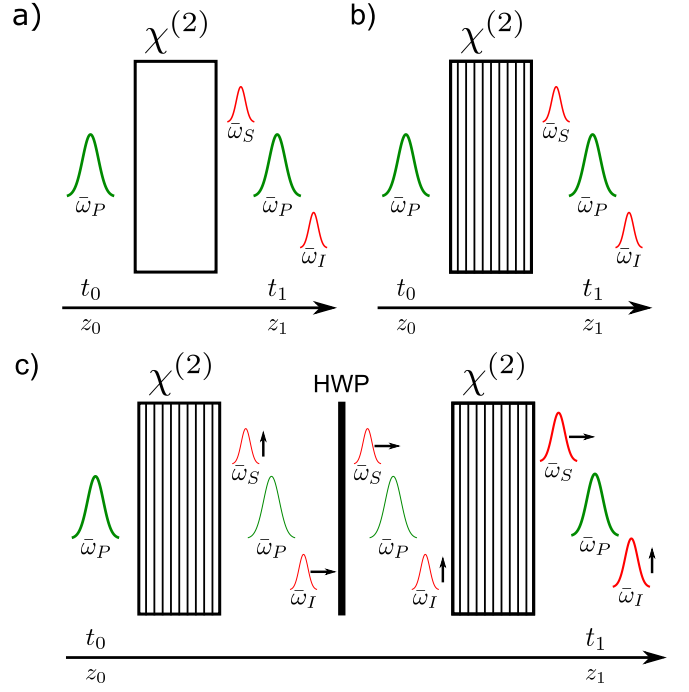 a)
χ^(2)
ω̄_S
ω̄_P
ω̄_P
ω̄_I
t_0 t_1
z_0 z_1
b)
χ^(2)
ω̄_S
ω̄_P
ω̄_P
ω̄_I
t_0 t_1
z_0 z_1
c)
χ^(2) HWP χ^(2)
ω̄_S ω̄_S ω̄_S
ω̄_P ω̄_P ω̄_P ω̄_P
ω̄_I ω̄_I ω̄_I
t_0 t_1
z_0 z_1